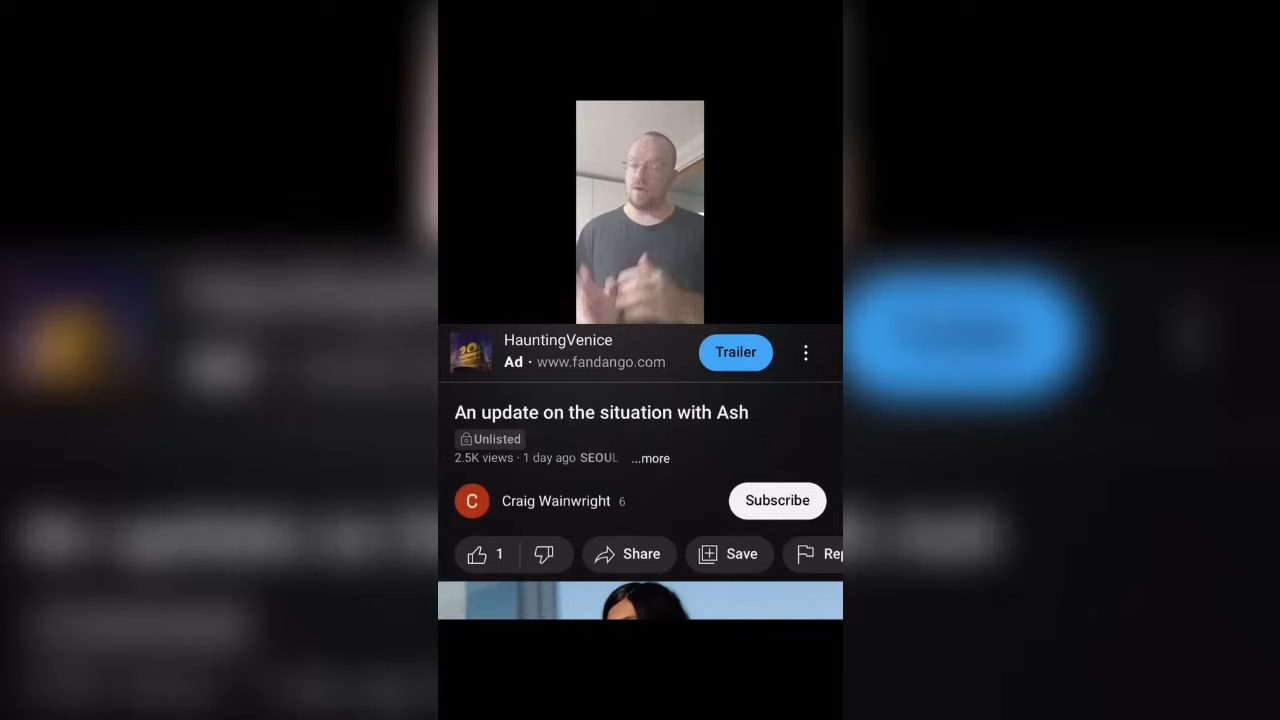 HauntingVenice
Ad · www.fandango.com
Trailer
An update on the situation with Ash
Unlisted
2.5K views · 1 day ago SEOUL ...more
C
Craig Wainwright 6
Subscribe
1 Share Save Rep